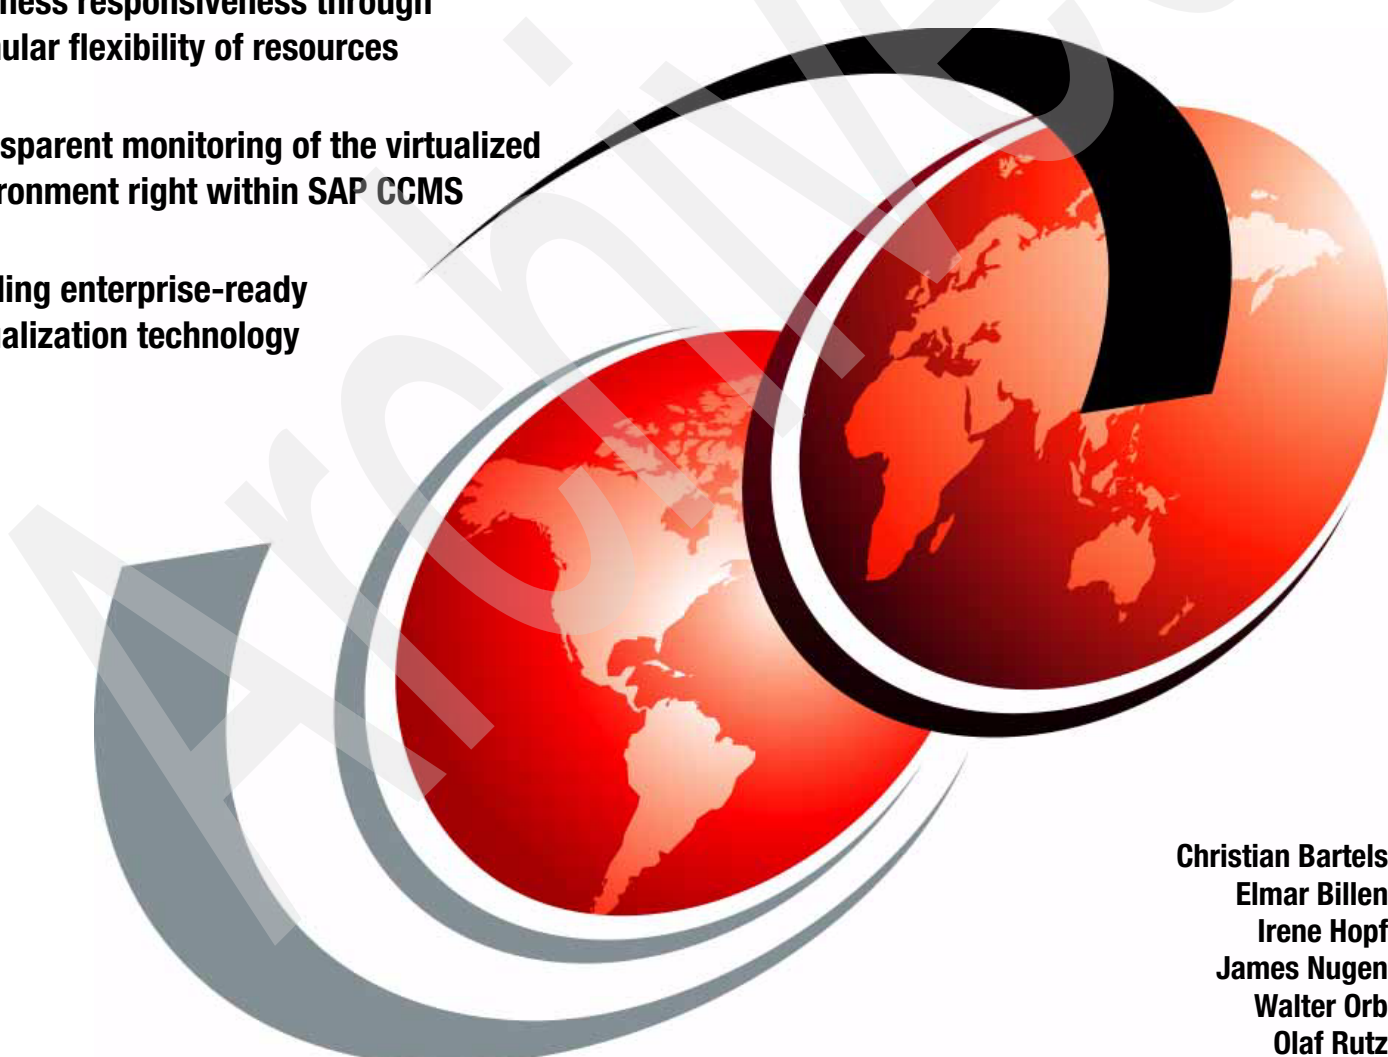 ness responsiveness through
ular flexibility of resources
sparent monitoring of the virtualized
ronment right within SAP CCMS
ling enterprise-ready
alization technology
Christian Bartels
Elmar Billen
Irene Hopf
James Nugen
Walter Orb
Olaf Rutz